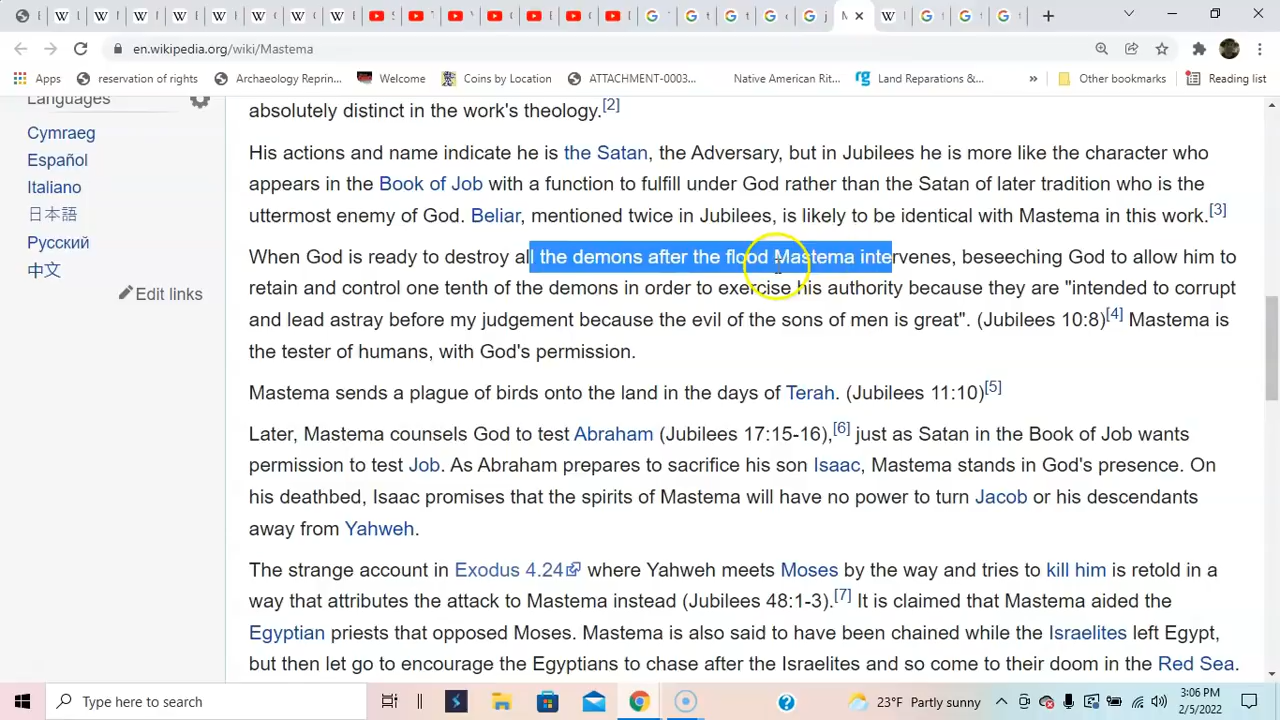 en.wikipedia.org/wiki/Mastema
Apps reservation of rights Archaeology Reprin... Welcome Coins by Location ATTACHMENT-0003... Native American Rit... Land Reparations &... » Other bookmarks Reading list
Languages
Cymraeg
Español
Italiano
日本語
Русский
中文
Edit links
absolutely distinct in the work's theology.[2]
His actions and name indicate he is the Satan, the Adversary, but in Jubilees he is more like the character who
appears in the Book of Job with a function to fulfill under God rather than the Satan of later tradition who is the
uttermost enemy of God. Beliar, mentioned twice in Jubilees, is likely to be identical with Mastema in this work.[3]
When God is ready to destroy all the demons after the flood Mastema intervenes, beseeching God to allow him to
retain and control one tenth of the demons in order to exercise his authority because they are "intended to corrupt
and lead astray before my judgement because the evil of the sons of men is great". (Jubilees 10:8)[4] Mastema is
the tester of humans, with God's permission.
Mastema sends a plague of birds onto the land in the days of Terah. (Jubilees 11:10)[5]
Later, Mastema counsels God to test Abraham (Jubilees 17:15-16),[6] just as Satan in the Book of Job wants
permission to test Job. As Abraham prepares to sacrifice his son Isaac, Mastema stands in God's presence. On
his deathbed, Isaac promises that the spirits of Mastema will have no power to turn Jacob or his descendants
away from Yahweh.
The strange account in Exodus 4.24 where Yahweh meets Moses by the way and tries to kill him is retold in a
way that attributes the attack to Mastema instead (Jubilees 48:1-3).[7] It is claimed that Mastema aided the
Egyptian priests that opposed Moses. Mastema is also said to have been chained while the Israelites left Egypt,
but then let go to encourage the Egyptians to chase after the Israelites and so come to their doom in the Red Sea.
Type here to search
23°F Partly sunny
3:06 PM
2/5/2022